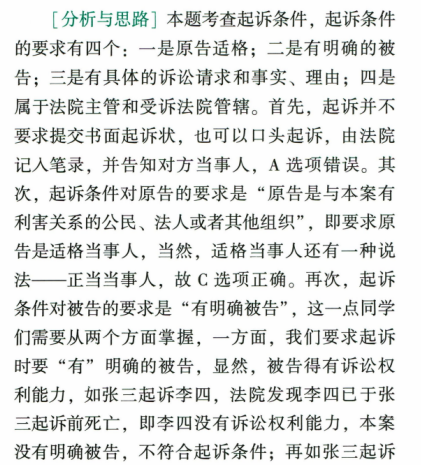 ［分析与思路］本题考查起诉条件，起诉条件
的要求有四个：一是原告适格；二是有明确的被
告；三是有具体的诉讼请求和事实、理由；四是
属于法院主管和受诉法院管辖。首先，起诉并不
要求提交书面起诉状，也可以口头起诉，由法院
记入笔录，并告知对方当事人，A 选项错误。其
次，起诉条件对原告的要求是“原告是与本案有
利害关系的公民、法人或者其他组织”，即要求原
告是适格当事人，当然，适格当事人还有一种说
法——正当当事人，故 C 选项正确。再次，起诉
条件对被告的要求是“有明确被告”，这一点同学
们需要从两个方面掌握，一方面，我们要求起诉
时要“有”明确的被告，显然，被告得有诉讼权
利能力，如张三起诉李四，法院发现李四已于张
三起诉前死亡，即李四没有诉讼权利能力，本案
没有明确被告，不符合起诉条件；再如张三起诉